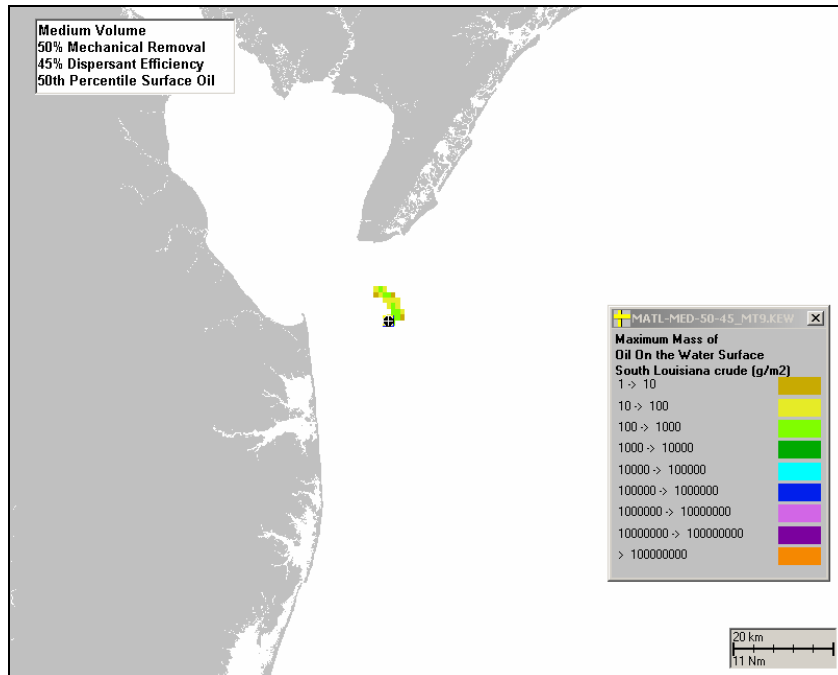 Medium Volume
50% Mechanical Removal
45% Dispersant Efficiency
50th Percentile Surface Oil
MATL-MED-50-45_MT9.KEW
Maximum Mass of
Oil On the Water Surface
South Louisiana crude (g/m2)
1 -> 10
10 -> 100
100 -> 1000
1000 -> 10000
10000 -> 100000
100000 -> 1000000
1000000 -> 10000000
10000000 -> 100000000
> 100000000
20 km
11 Nm